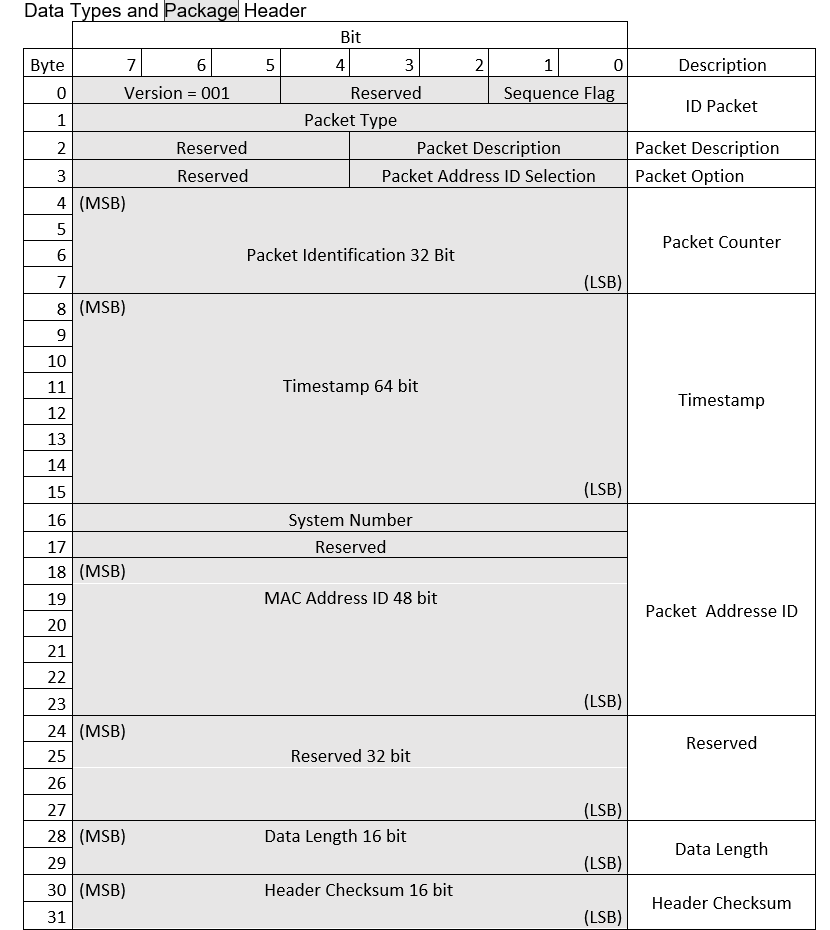 Data Types and Package Header
Bit
Byte 7 6 5 4 3 2 1 0 Description
0 Version = 001 Reserved Sequence Flag
ID Packet
1 Packet Type
2 Reserved Packet Description Packet Description
3 Reserved Packet Address ID Selection Packet Option
4 (MSB)
5
Packet Counter
6 Packet Identification 32 Bit
7 (LSB)
8 (MSB)
9
10
11 Timestamp 64 bit
Timestamp
12
13
14
15 (LSB)
16 System Number
17 Reserved
18 (MSB)
19 MAC Address ID 48 bit
Packet Addresse ID
20
21
22
23 (LSB)
24 (MSB)
Reserved
25 Reserved 32 bit
26
27 (LSB)
28 (MSB) Data Length 16 bit
Data Length
29 (LSB)
30 (MSB) Header Checksum 16 bit
Header Checksum
31 (LSB)